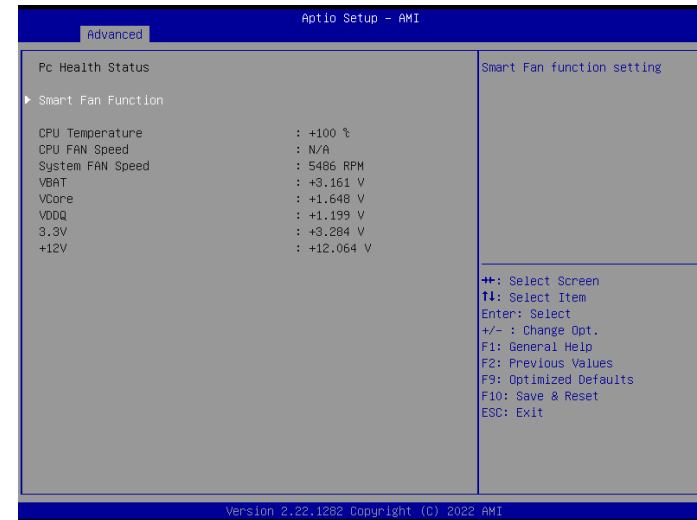 Aptio Setup – AMI
Advanced
Pc Health Status
Smart Fan Function
CPU Temperature : +100 ℃
CPU FAN Speed : N/A
System FAN Speed : 5486 RPM
VBAT : +3.161 V
VCore : +1.648 V
VDDQ : +1.199 V
3.3V : +3.284 V
+12V : +12.064 V
Smart Fan function setting
→←: Select Screen
↑↓: Select Item
Enter: Select
+/- : Change Opt.
F1: General Help
F2: Previous Values
F9: Optimized Defaults
F10: Save & Reset
ESC: Exit
Version 2.22.1282 Copyright (C) 2022 AMI